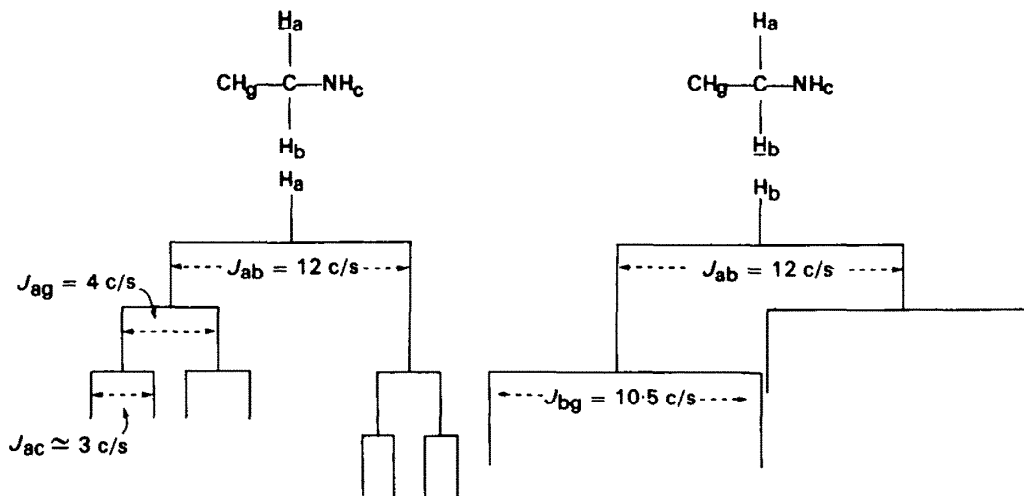 Ha
CHg—C—NHc
Hb
Ha
Jab = 12 c/s
Jag = 4 c/s
Jac ≃ 3 c/s
Ha
CHg—C—NHc
Hb
Hb
Jab = 12 c/s
Jbg = 10·5 c/s